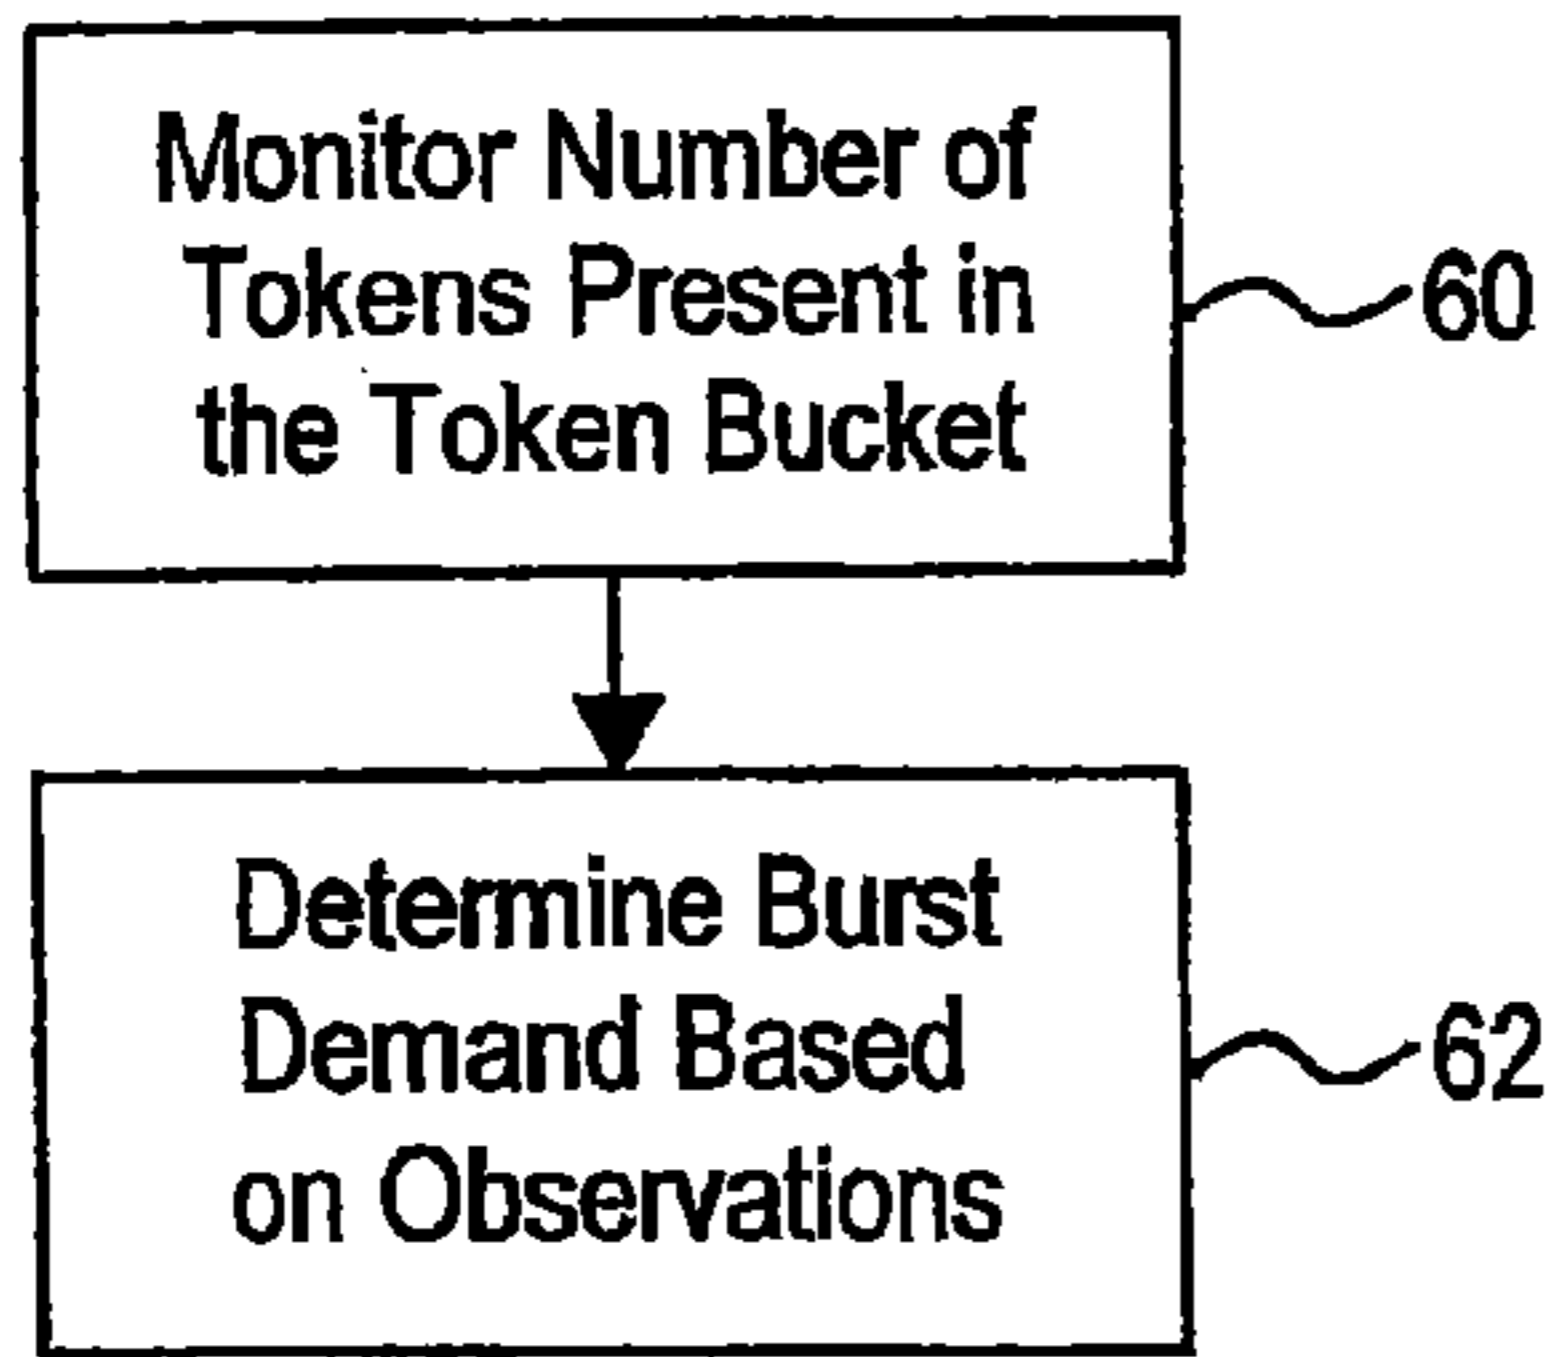 Monitor Number of
Tokens Present in
the Token Bucket
60
Determine Burst
Demand Based
on Observations
62